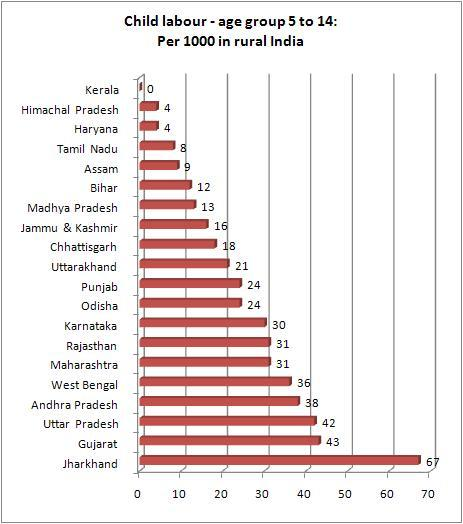 Child labour - age group 5 to 14:
Per 1000 in rural India
Kerala 0
Himachal Pradesh 4
Haryana 4
Tamil Nadu 8
Assam 9
Bihar 12
Madhya Pradesh 13
Jammu & Kashmir 16
Chhattisgarh 18
Uttarakhand 21
Punjab 24
Odisha 24
Karnataka 30
Rajasthan 31
Maharashtra 31
West Bengal 36
Andhra Pradesh 38
Uttar Pradesh 42
Gujarat 43
Jharkhand 67
0 10 20 30 40 50 60 70